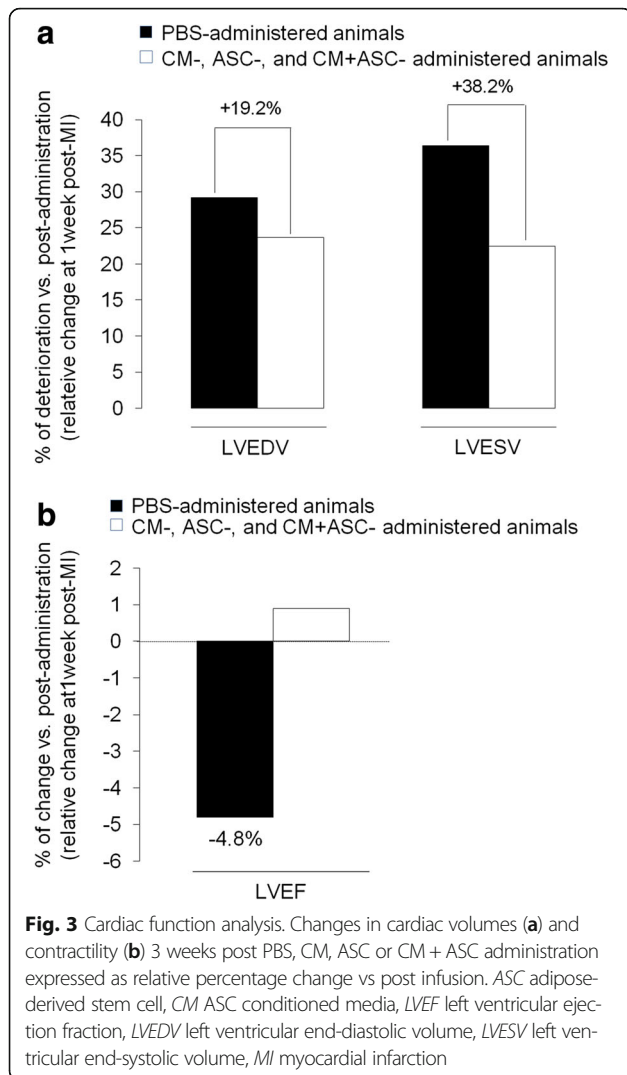 a
■ PBS-administered animals
□ CM-, ASC-, and CM+ASC- administered animals
% of deterioration vs. post-administration
(relateive change at 1week post-MI)
+19.2%
+38.2%
40
35
30
25
20
15
10
5
0
LVEDV
LVESV
b
■ PBS-administered animals
□ CM-, ASC-, and CM+ASC- administered animals
% of change vs. post-administration
(relative change at1week post-MI)
2
1
0
-1
-2
-3
-4
-5
-6
-4.8%
LVEF
Fig. 3 Cardiac function analysis. Changes in cardiac volumes (a) and
contractility (b) 3 weeks post PBS, CM, ASC or CM + ASC administration
expressed as relative percentage change vs post infusion. ASC adipose-
derived stem cell, CM ASC conditioned media, LVEF left ventricular ejec-
tion fraction, LVEDV left ventricular end-diastolic volume, LVESV left ven-
tricular end-systolic volume, MI myocardial infarction